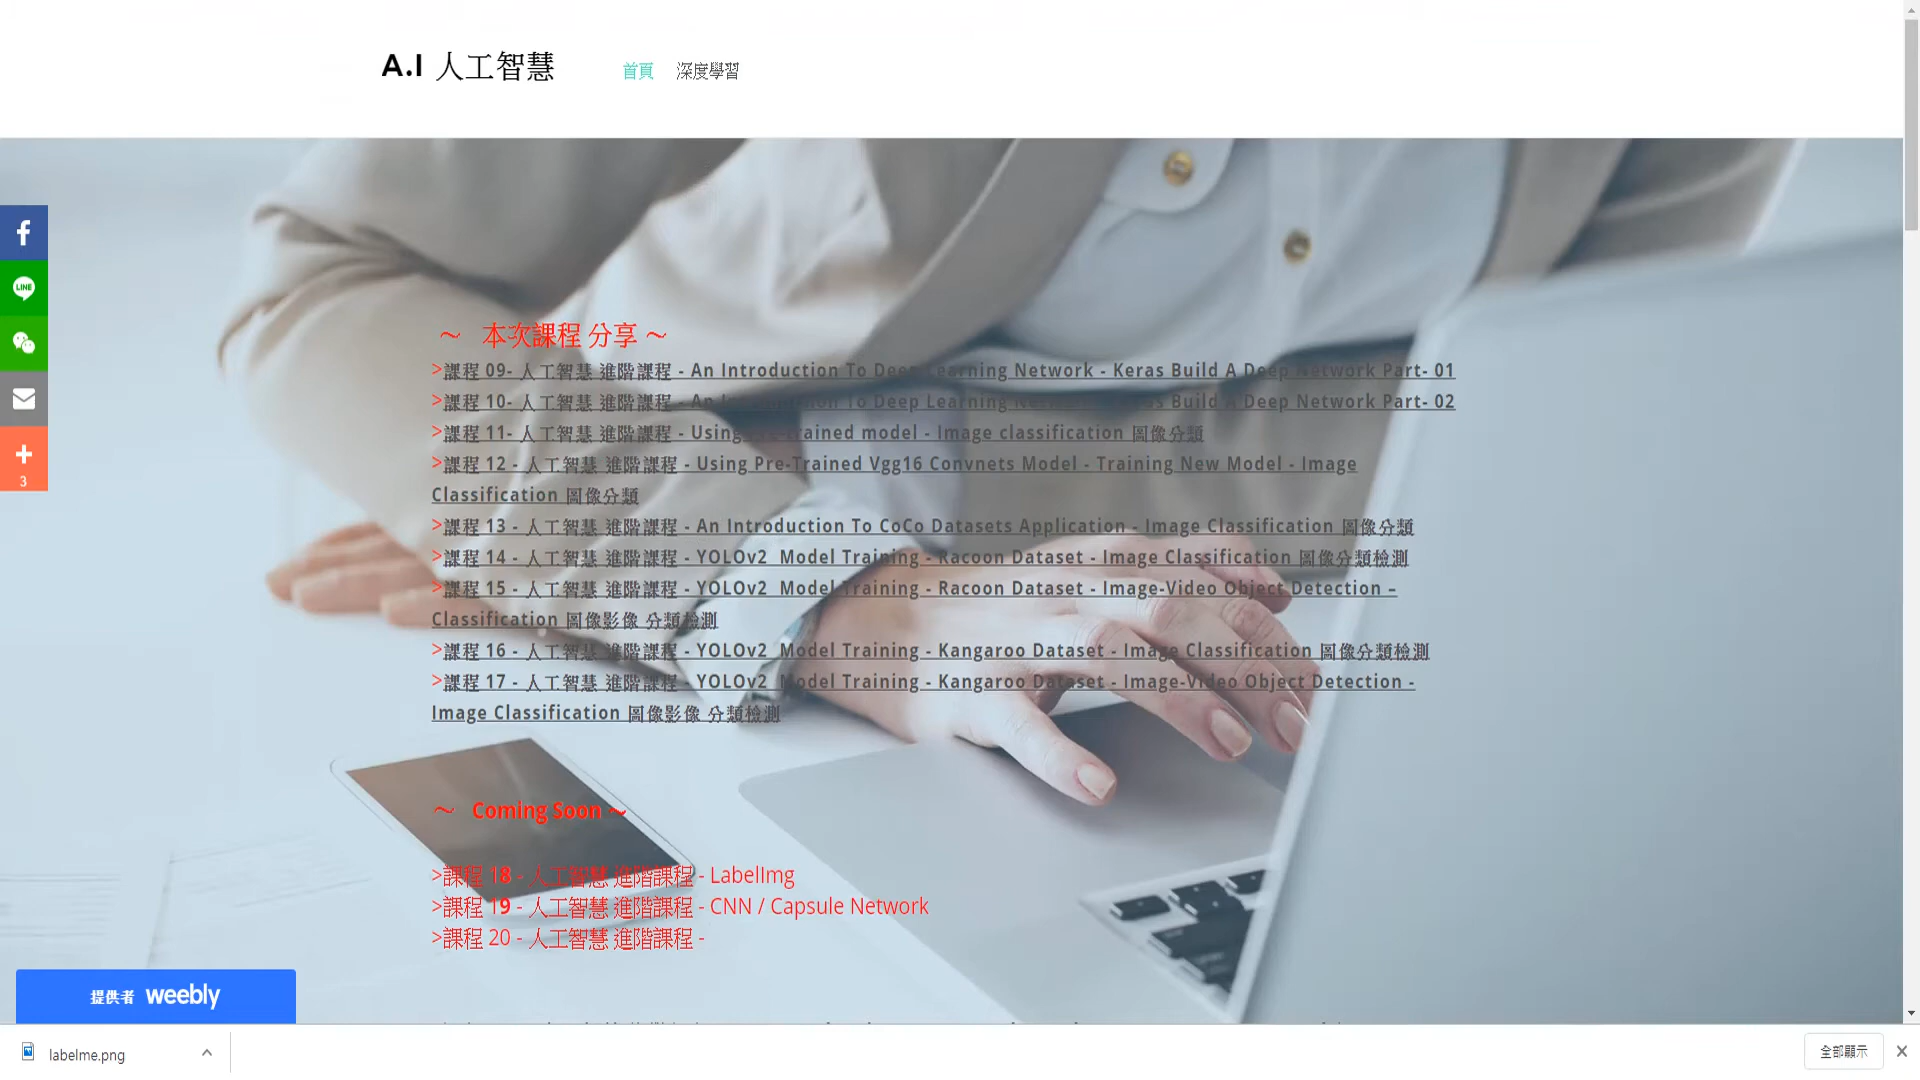 A.I 人工智慧
首頁 深度學習
～ 本次課程 分享 ～
>課程 09- 人工智慧 進階課程 - An Introduction To Deep Learning Network - Keras Build A Deep Network Part- 01
>課程 10- 人工智慧 進階課程 - An Introduction To Deep Learning Network - Keras Build A Deep Network Part- 02
>課程 11- 人工智慧 進階課程 - Using Pre-trained model - Image classification 圖像分類
>課程 12 - 人工智慧 進階課程 - Using Pre-Trained Vgg16 Convnets Model - Training New Model - Image
Classification 圖像分類
>課程 13 - 人工智慧 進階課程 - An Introduction To CoCo Datasets Application - Image Classification 圖像分類
>課程 14 - 人工智慧 進階課程 - YOLOv2 Model Training - Racoon Dataset - Image Classification 圖像分類檢測
>課程 15 - 人工智慧 進階課程 - YOLOv2 Model Training - Racoon Dataset - Image-Video Object Detection –
Classification 圖像影像 分類檢測
>課程 16 - 人工智慧 進階課程 - YOLOv2 Model Training - Kangaroo Dataset - Image Classification 圖像分類檢測
>課程 17 - 人工智慧 進階課程 - YOLOv2 Model Training - Kangaroo Dataset - Image-Video Object Detection -
Image Classification 圖像影像 分類檢測
～ Coming Soon ～
>課程 18 - 人工智慧 進階課程 - LabelImg
>課程 19 - 人工智慧 進階課程 - CNN / Capsule Network
>課程 20 - 人工智慧 進階課程 -
LINE
3
提供者 weebly
labelme.png
全部顯示